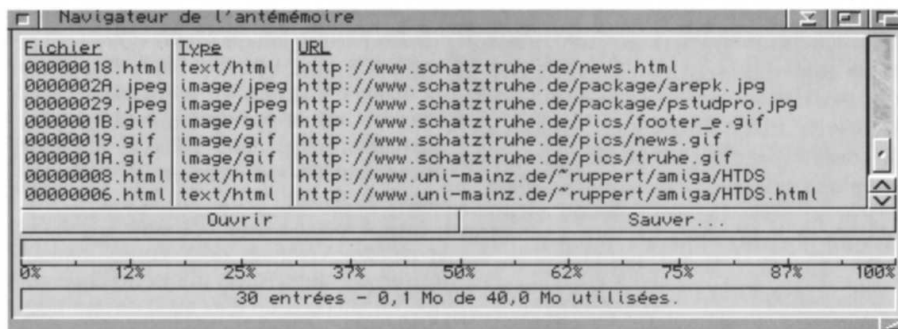 Navigateur de l'antémémoire
Fichier Type URL
00000018.html text/html http://www.schatztruhe.de/news.html
0000002A.jpeg image/jpeg http://www.schatztruhe.de/package/arepk.jpg
00000029.jpeg image/jpeg http://www.schatztruhe.de/package/pstudpro.jpg
0000001B.gif image/gif http://www.schatztruhe.de/pics/footer_e.gif
00000019.gif image/gif http://www.schatztruhe.de/pics/news.gif
0000001A.gif image/gif http://www.schatztruhe.de/pics/truhe.gif
00000008.html text/html http://www.uni-mainz.de/~ruppert/amiga/HTDS
00000006.html text/html http://www.uni-mainz.de/~ruppert/amiga/HTDS.html
Ouvrir Sauver...
0% 12% 25% 37% 50% 62% 75% 87% 100%
30 entrées - 0,1 Mo de 40,0 Mo utilisées.